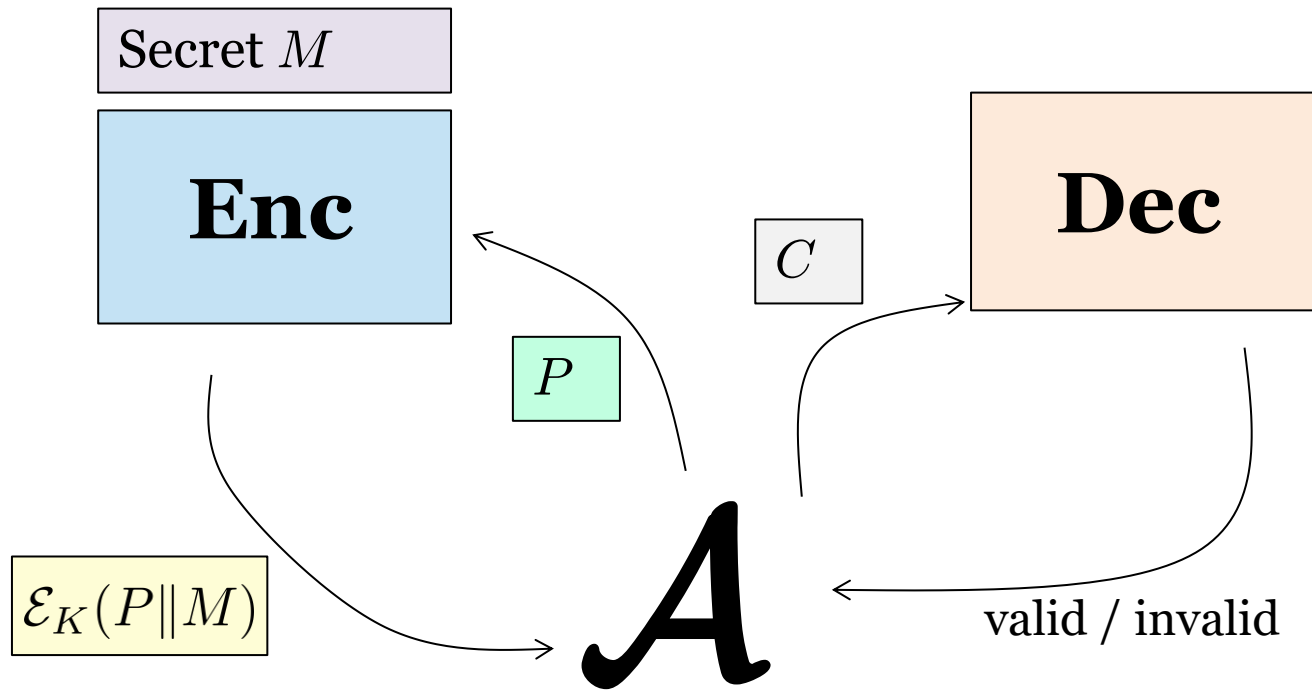 Secret M
Enc
Dec
C
P
𝓐
ℰ_K(P∥M)
valid / invalid